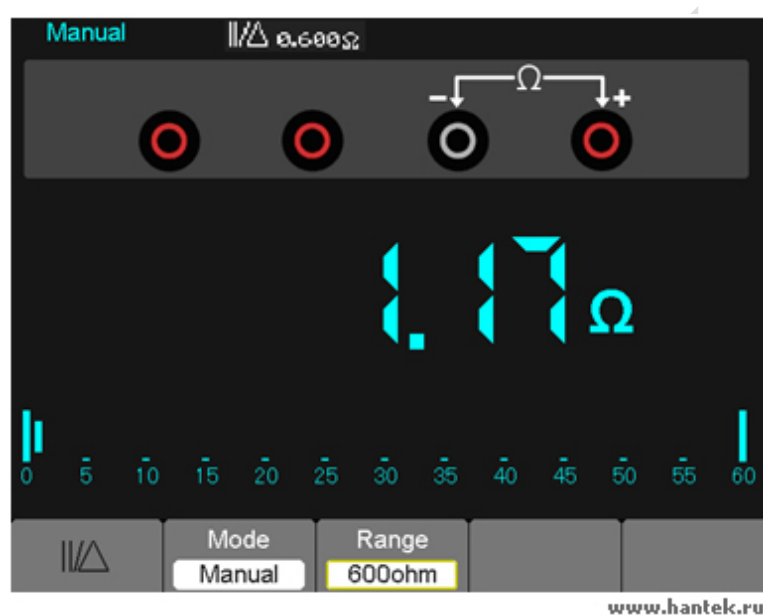 Manual
||/△ 0.600Ω
- Ω +
1.17 Ω
0 5 10 15 20 25 30 35 40 45 50 55 60
||/△
Mode
Manual
Range
600ohm
www.hantek.ru